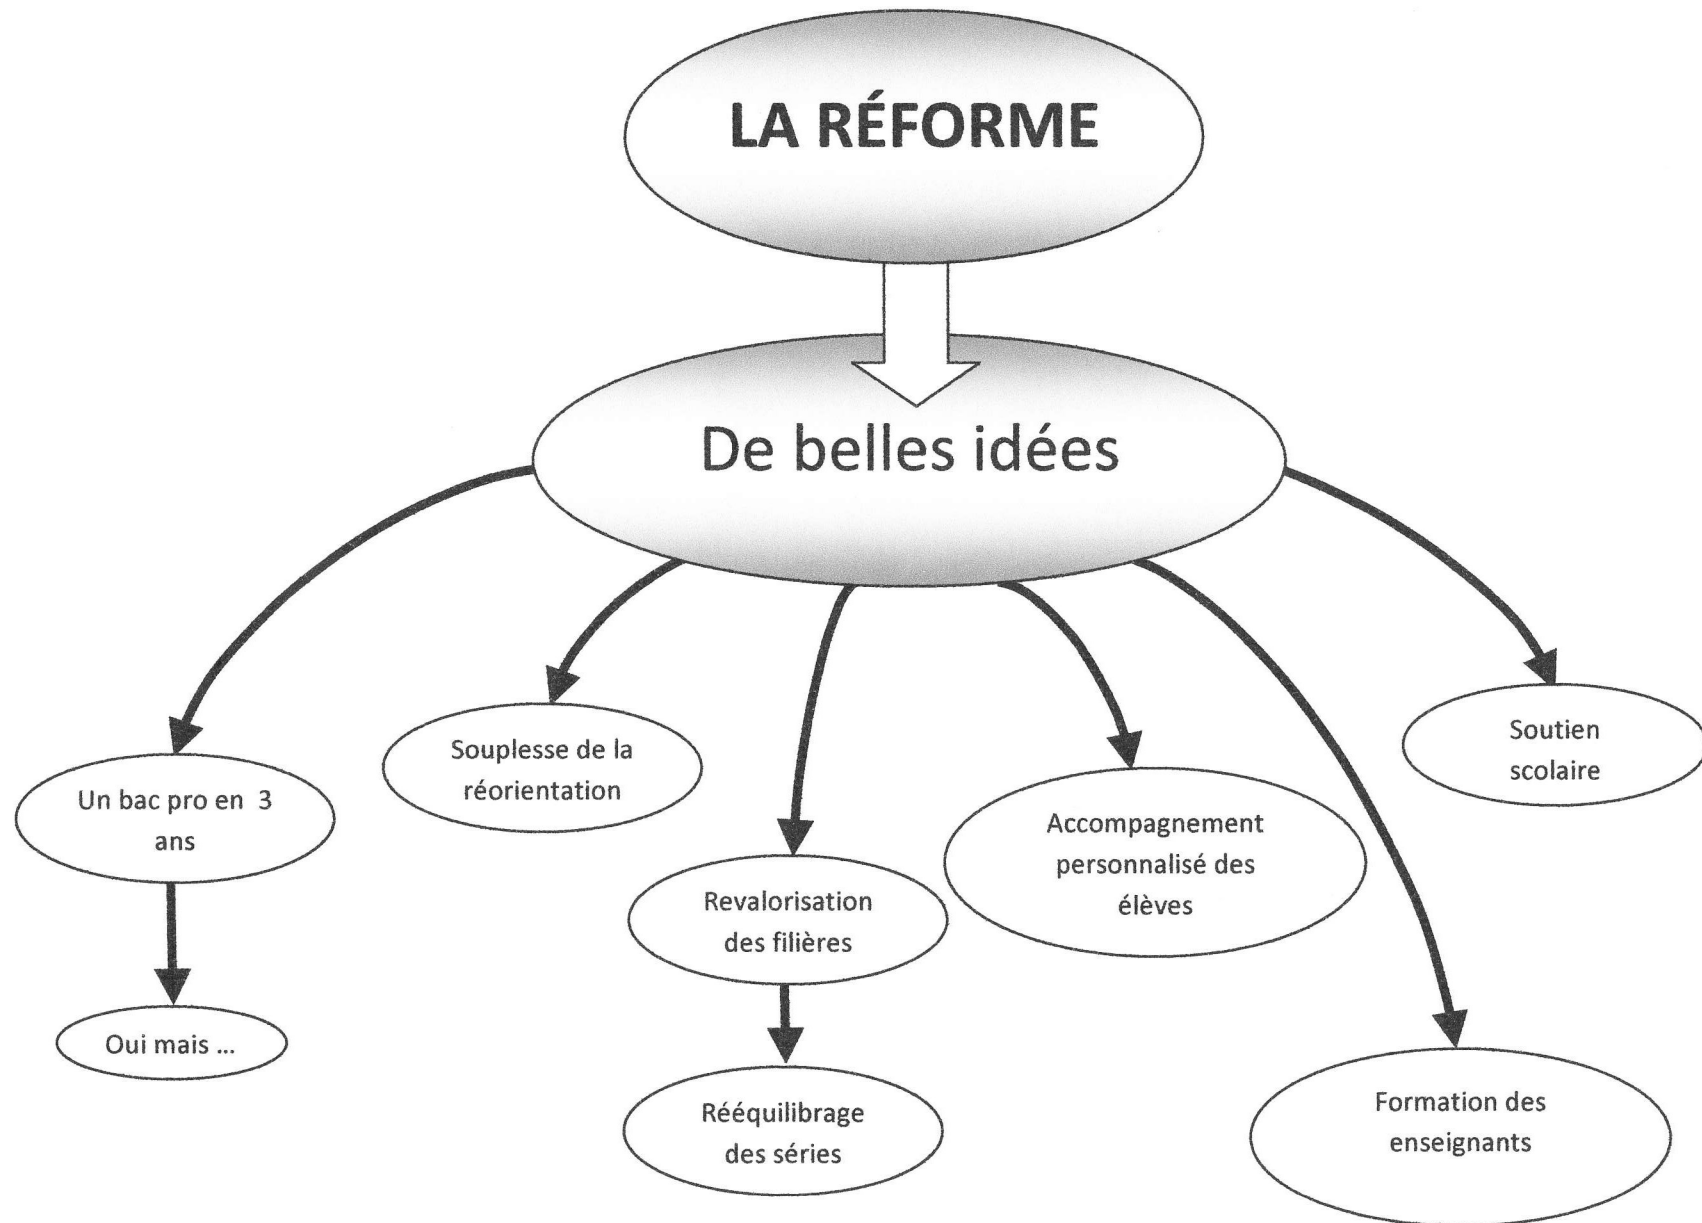 LA RÉFORME
De belles idées
Un bac pro en 3
ans
Oui mais ...
Souplesse de la
réorientation
Revalorisation
des filières
Rééquilibrage
des séries
Accompagnement
personnalisé des
élèves
Formation des
enseignants
Soutien
scolaire